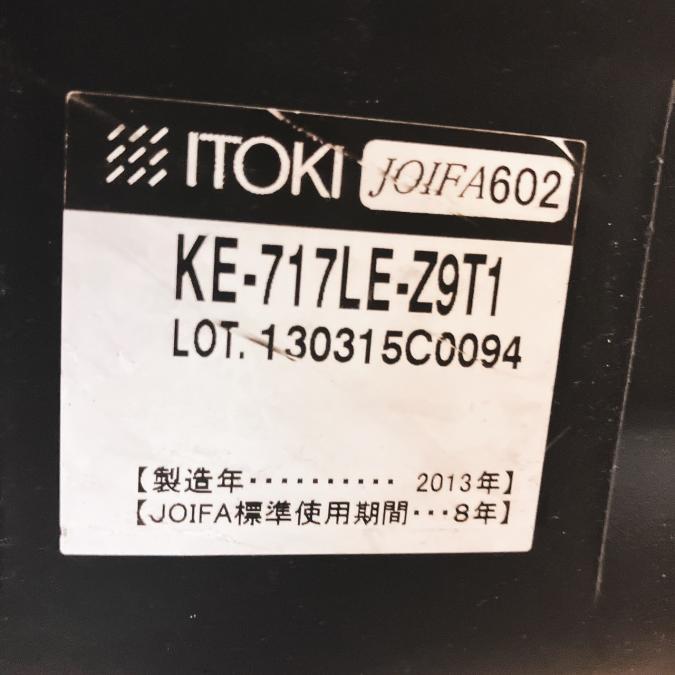 ITOKI JOIFA602
KE-717LE-Z9T1
LOT. 130315C0094
【製造年・・・・・・・・・・・ 2013年】
【JOIFA標準使用期間・・・8年】